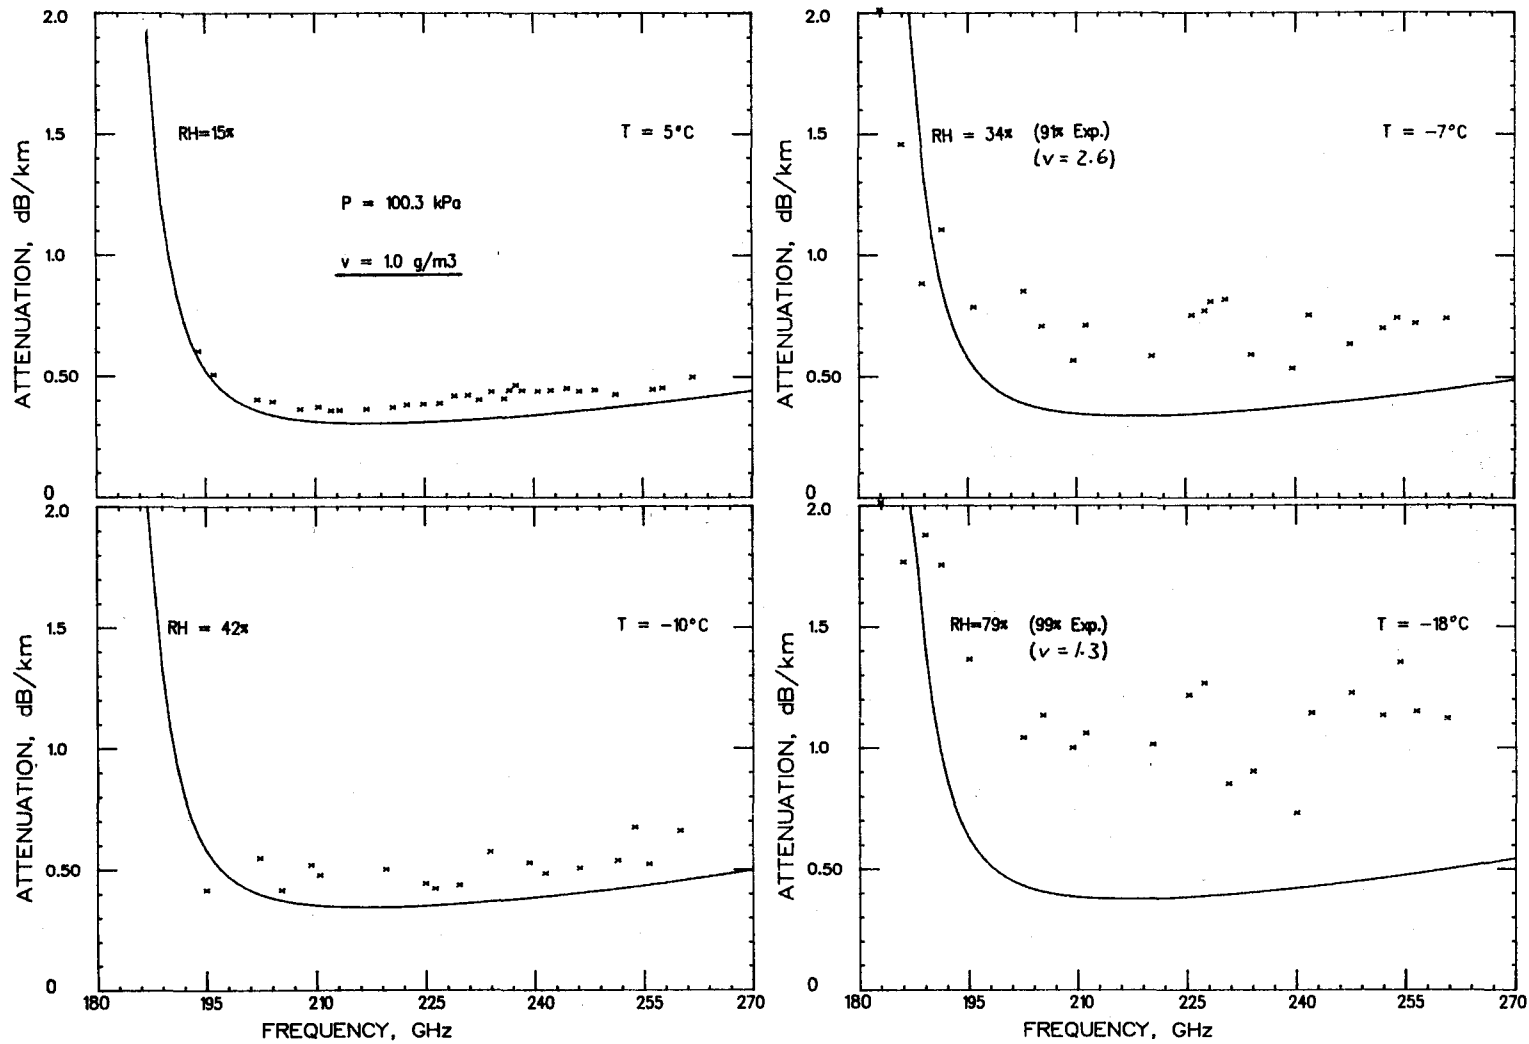 2.0
1.5
1.0
0.50
0
ATTENUATION, dB/km
RH=15%
T = 5°C
P = 100.3 kPa
v = 1.0 g/m3
2.0
1.5
1.0
0.50
0
ATTENUATION, dB/km
RH = 34% (91% Exp.)
(v = 2.6)
T = -7°C
2.0
1.5
1.0
0.50
0
ATTENUATION, dB/km
RH = 42%
T = -10°C
180 195 210 225 240 255 270
FREQUENCY, GHz
2.0
1.5
1.0
0.50
0
ATTENUATION, dB/km
RH=79% (99% Exp.)
(v = 1.3)
T = -18°C
180 195 210 225 240 255 270
FREQUENCY, GHz